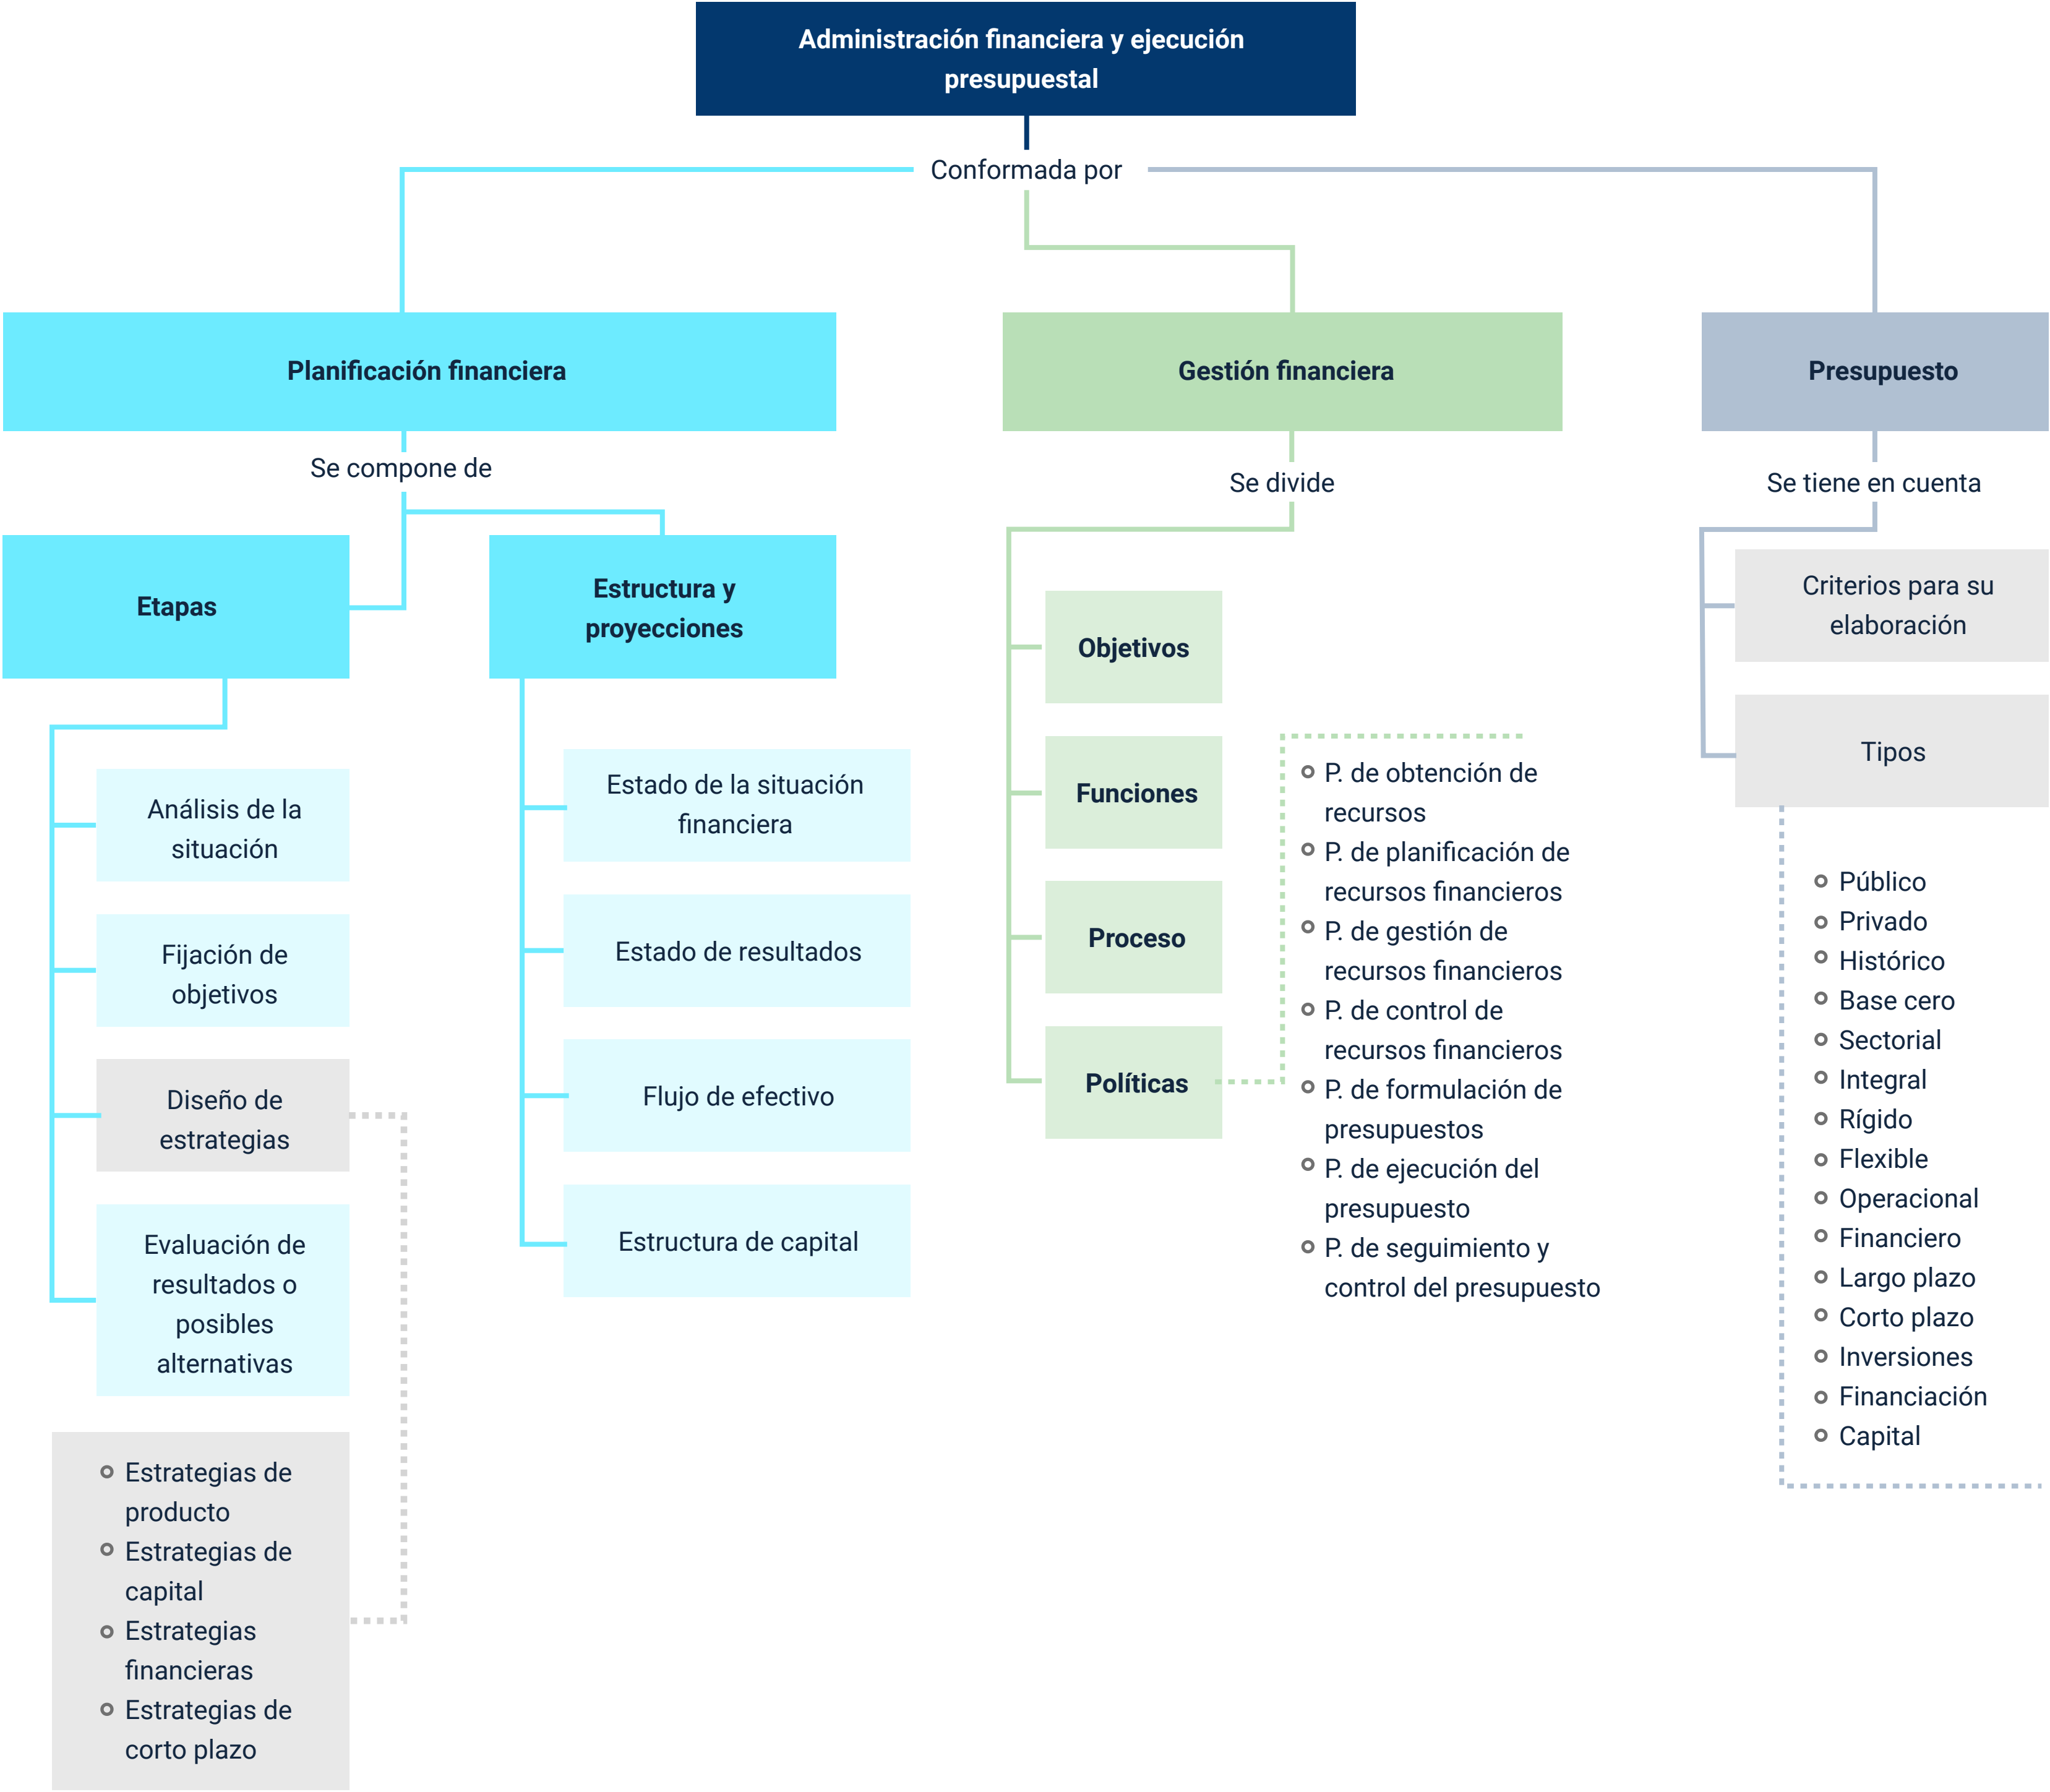 Administración financiera y ejecución
presupuestal
Conformada por
Planificación financiera
Se compone de
Etapas
Análisis de la
situación
Fijación de
objetivos
Diseño de
estrategias
Evaluación de
resultados o
posibles
alternativas
Estrategias de
producto
Estrategias de
capital
Estrategias
financieras
Estrategias de
corto plazo
Estructura y
proyecciones
Estado de la situación
financiera
Estado de resultados
Flujo de efectivo
Estructura de capital
Gestión financiera
Se divide
Objetivos
Funciones
Proceso
Políticas
P. de obtención de
recursos
P. de planificación de
recursos financieros
P. de gestión de
recursos financieros
P. de control de
recursos financieros
P. de formulación de
presupuestos
P. de ejecución del
presupuesto
P. de seguimiento y
control del presupuesto
Presupuesto
Se tiene en cuenta
Criterios para su
elaboración
Tipos
Público
Privado
Histórico
Base cero
Sectorial
Integral
Rígido
Flexible
Operacional
Financiero
Largo plazo
Corto plazo
Inversiones
Financiación
Capital